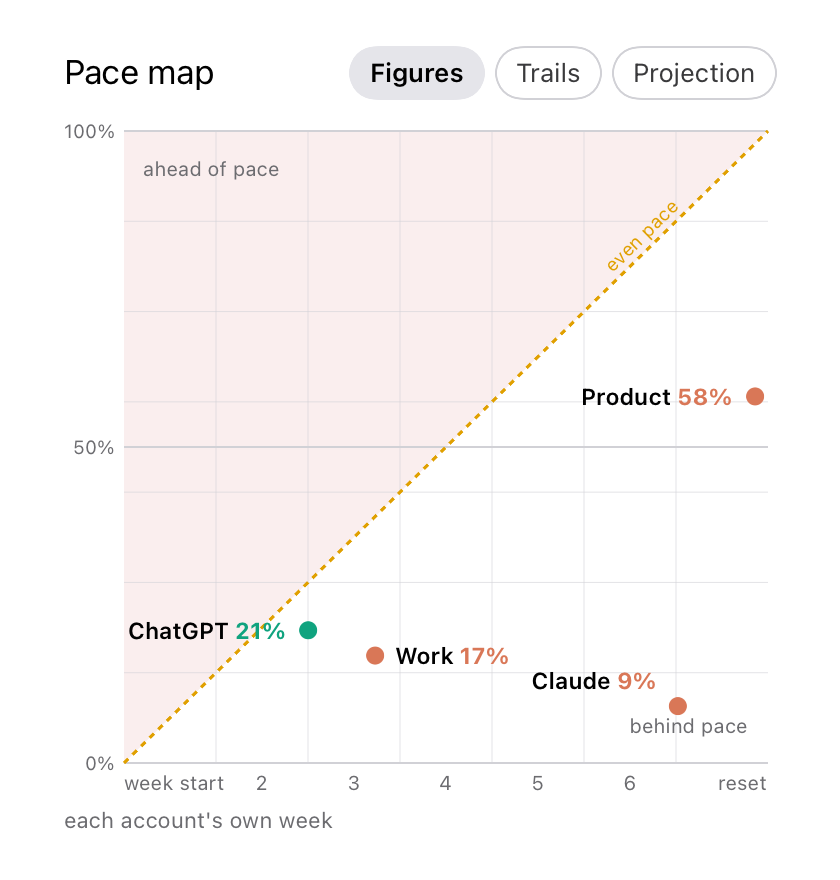 Pace map
Figures
Trails
Projection
100%
ahead of pace
even pace
Product 58%
50%
ChatGPT 21%
Work 17%
Claude 9%
behind pace
0%
week start 2 3 4 5 6 reset
each account's own week